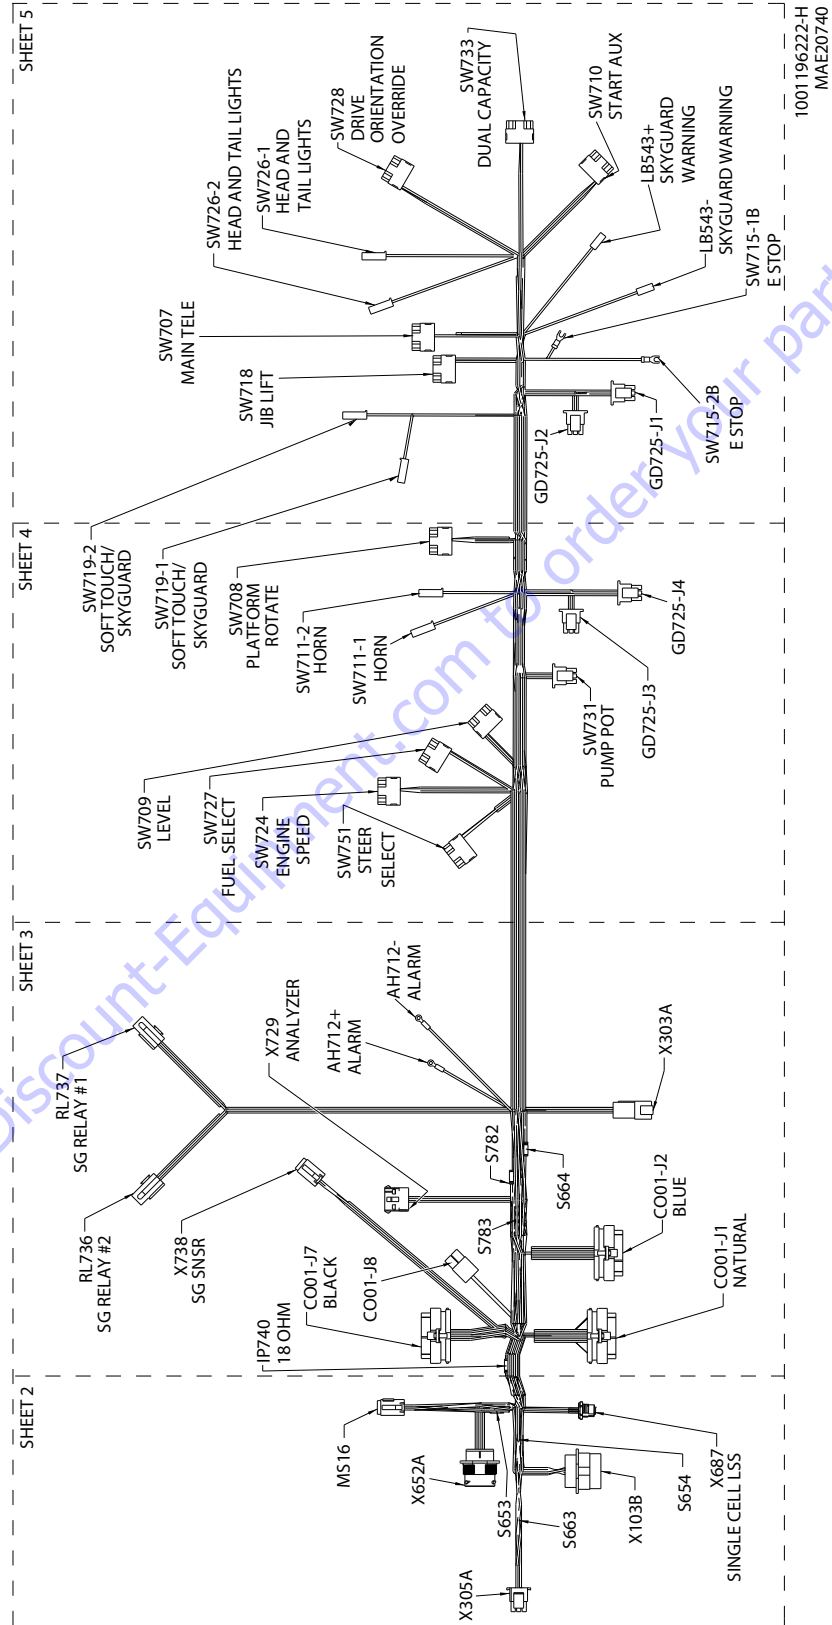 SHEET 2
X305A
S663
X103B
S654
X687
SINGLE CELL LSS
S653
X652A
MS16
SHEET 3
IP740
18 OHM
CO01-J7
BLACK
CO01-J8
X738
SG SNSR
RL736
SG RELAY #2
RL737
SG RELAY #1
X729
ANALYZER
AH712+
ALARM
AH712-
ALARM
S783
S782
S664
CO01-J2
BLUE
CO01-J1
NATURAL
X303A
SHEET 4
SW709
LEVEL
SW727
FUEL SELECT
SW724
ENGINE
SPEED
SW751
STEER
SELECT
SW731
PUMP POT
GD725-J3
GD725-J4
SW711-1
HORN
SW711-2
HORN
SW708
PLATFORM
ROTATE
SW719-1
SOFT TOUCH/
SKYGUARD
SW719-2
SOFT TOUCH/
SKYGUARD
SHEET 5
SW718
JIB LIFT
SW707
MAIN TELE
SW726-2
HEAD AND TAIL LIGHTS
SW726-1
HEAD AND
TAIL LIGHTS
SW728
DRIVE
ORIENTATION
OVERRIDE
SW733
DUAL CAPACITY
SW710
START AUX
LB543+
SKYGUARD
WARNING
LB543-
SKYGUARD WARNING
SW715-1B
E STOP
SW715-2B
E STOP
GD725-J1
GD725-J2
1001196222-H
MAE20740
Discount-Equipment.com to order your part